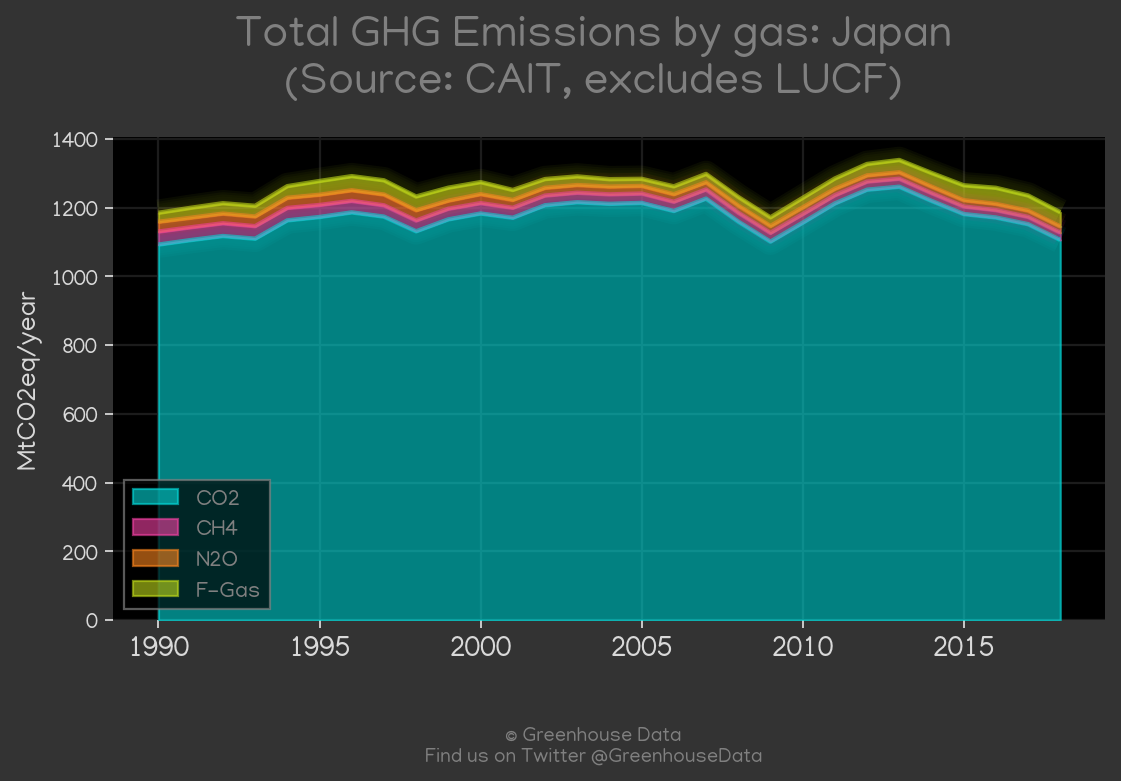 Total GHG Emissions by gas: Japan
(Source: CAIT, excludes LUCF)
MtCO2eq/year
1400
1200
1000
800
600
400
200
0
CO2
CH4
N2O
F-Gas
1990 1995 2000 2005 2010 2015
© Greenhouse Data
Find us on Twitter @GreenhouseData